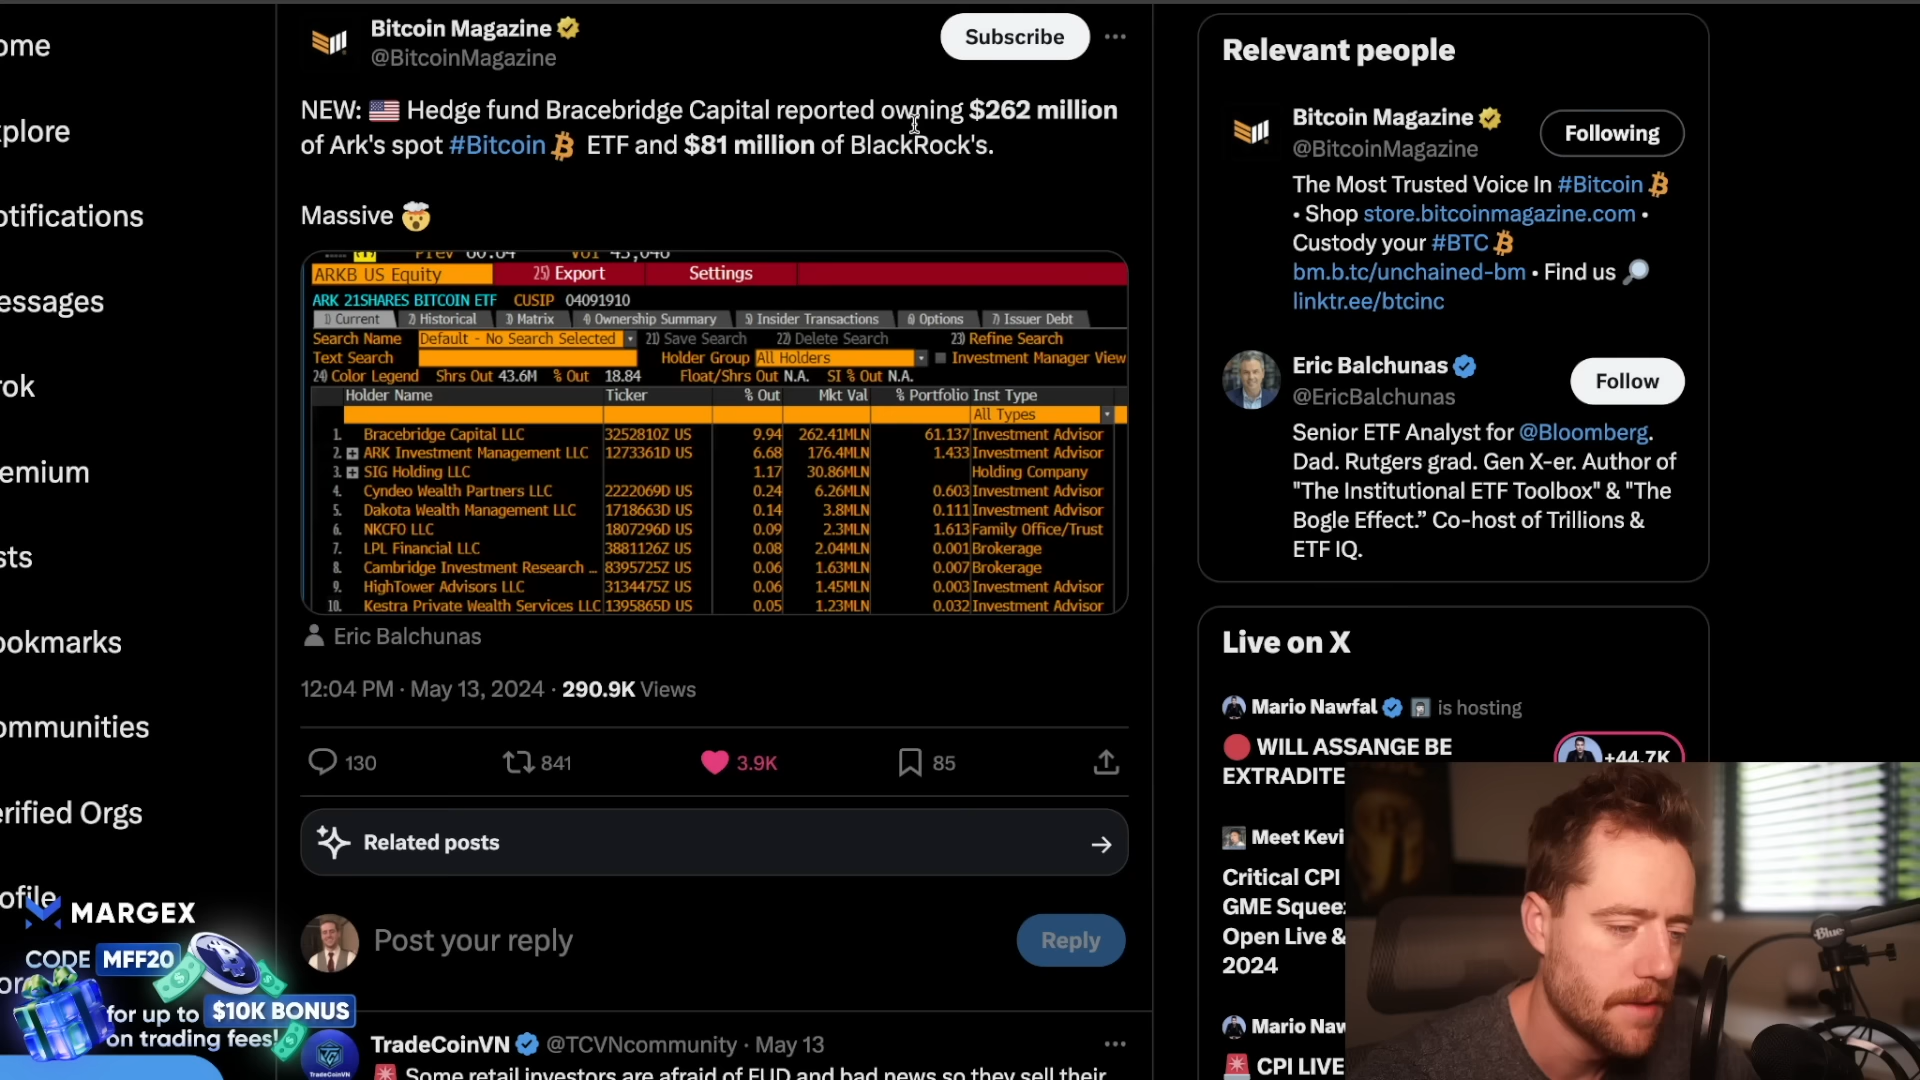 ome
plore
otifications
essages
ok
emium
sts
ookmarks
ommunities
erified Orgs
ofile
Bitcoin Magazine
@BitcoinMagazine
Subscribe
NEW: Hedge fund Bracebridge Capital reported owning $262 million
of Ark's spot #Bitcoin ETF and $81 million of BlackRock's.
Massive
ARKB US Equity 25) Export Settings
ARK 21SHARES BITCOIN ETF CUSIP 04091910
1) Current 2) Historical 3) Matrix 4) Ownership Summary 5) Insider Transactions 6) Options 7) Issuer Debt
Search Name Default - No Search Selected 21) Save Search 22) Delete Search 23) Refine Search
Text Search Holder Group All Holders Investment Manager View
24) Color Legend Shrs Out 43.6M % Out 18.84 Float/Shrs Out N.A. SI % Out N.A.
Holder Name Ticker % Out Mkt Val % Portfolio Inst Type
All Types
1. Bracebridge Capital LLC 3252810Z US 9.94 262.41MLN 61.137 Investment Advisor
2. ARK Investment Management LLC 1273361D US 6.68 176.4MLN 1.433 Investment Advisor
3. SIG Holding LLC 1.17 30.86MLN Holding Company
4. Cyndeo Wealth Partners LLC 2222069D US 0.24 6.26MLN 0.603 Investment Advisor
5. Dakota Wealth Management LLC 1718663D US 0.14 3.8MLN 0.111 Investment Advisor
6. NKCFO LLC 1807296D US 0.09 2.3MLN 1.613 Family Office/Trust
7. LPL Financial LLC 3881126Z US 0.08 2.04MLN 0.001 Brokerage
8. Cambridge Investment Research ... 8395725Z US 0.06 1.63MLN 0.007 Brokerage
9. HighTower Advisors LLC 3134475Z US 0.06 1.45MLN 0.003 Investment Advisor
10. Kestra Private Wealth Services LLC 1395865D US 0.05 1.23MLN 0.032 Investment Advisor
Eric Balchunas
12:04 PM · May 13, 2024 · 290.9K Views
130 841 3.9K 85
Related posts
Post your reply
Reply
TradeCoinVN @TCVNcommunity · May 13
Some retail investors are afraid of FUD and bad news so they sell their
Relevant people
Bitcoin Magazine
@BitcoinMagazine
Following
The Most Trusted Voice In #Bitcoin
• Shop store.bitcoinmagazine.com •
Custody your #BTC
bm.b.tc/unchained-bm • Find us
linktr.ee/btcinc
Eric Balchunas
@EricBalchunas
Follow
Senior ETF Analyst for @Bloomberg.
Dad. Rutgers grad. Gen X-er. Author of
"The Institutional ETF Toolbox" & "The
Bogle Effect.” Co-host of Trillions &
ETF IQ.
Live on X
Mario Nawfal is hosting
WILL ASSANGE BE
EXTRADITE
+44.7K
Meet Kevi
Critical CPI
GME Squee
Open Live &
2024
Mario Naw
CPI LIVE
MARGEX
CODE MFF20
for up to $10K BONUS
on trading fees!
TradeCoinVN
Blue